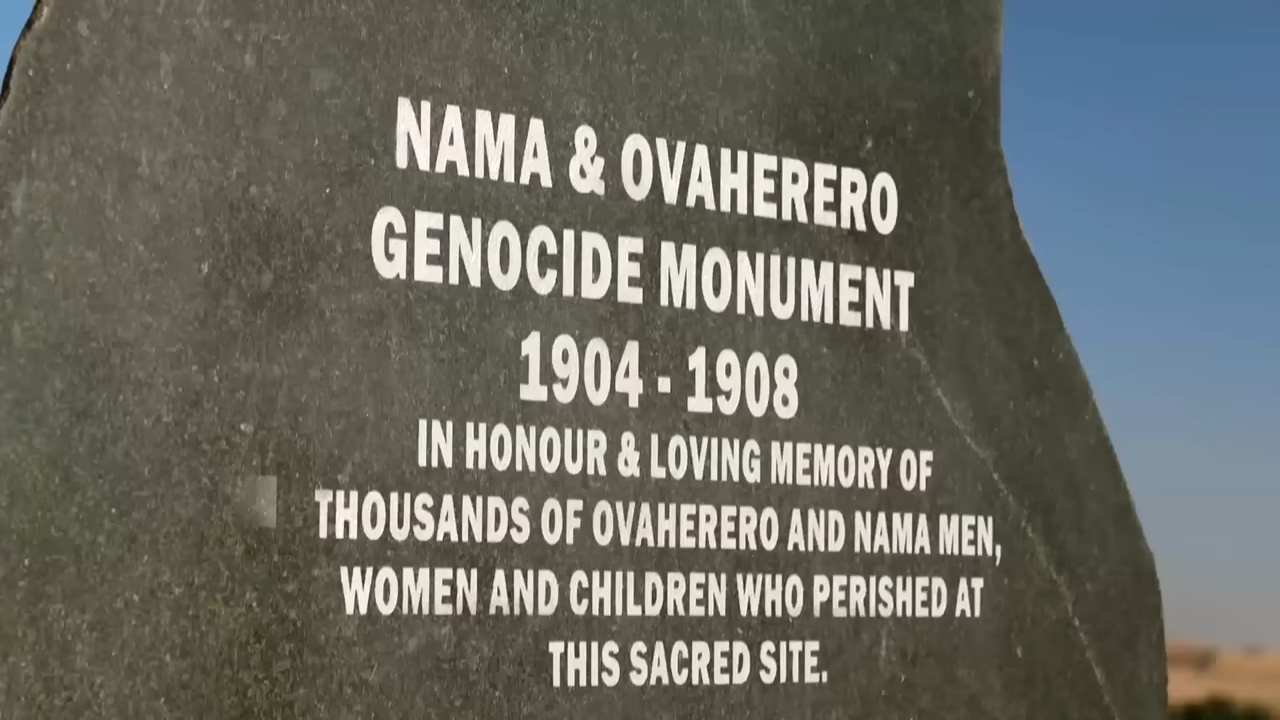 NAMA & OVAHERERO
GENOCIDE MONUMENT
1904 - 1908
IN HONOUR & LOVING MEMORY OF
THOUSANDS OF OVAHERERO AND NAMA MEN,
WOMEN AND CHILDREN WHO PERISHED AT
THIS SACRED SITE.